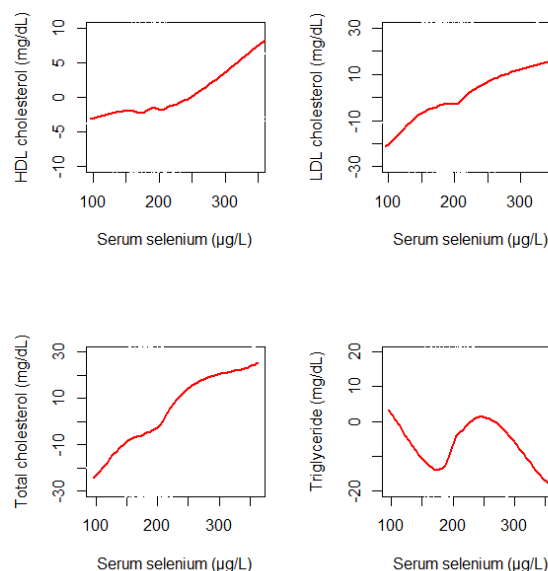 HDL cholesterol (mg/dL)
10
5
0
-5
-10
100 200 300
Serum selenium (µg/L)
LDL cholesterol (mg/dL)
30
10
-10
-30
100 200 300
Serum selenium (µg/L)
Total cholesterol (mg/dL)
30
10
-10
-30
100 200 300
Serum selenium (µg/L)
Triglyceride (mg/dL)
20
10
0
-20
100 200 300
Serum selenium (µg/L)